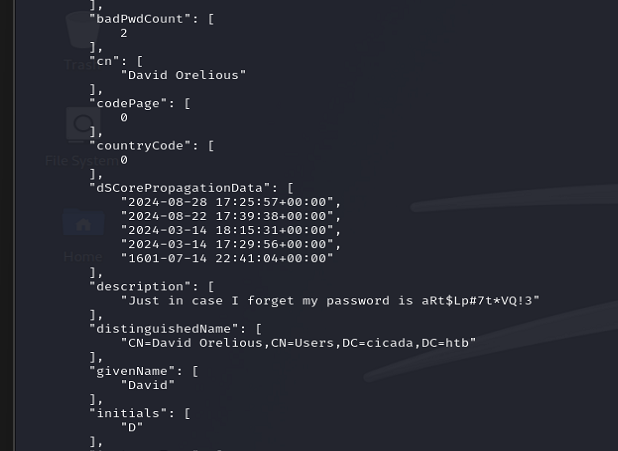 ],
"badPwdCount": [
2
],
"cn": [
"David Orelious"
],
"codePage": [
0
],
"countryCode": [
0
],
"dSCorePropagationData": [
"2024-08-28 17:25:57+00:00",
"2024-08-22 17:39:38+00:00",
"2024-03-14 18:15:31+00:00",
"2024-03-14 17:29:56+00:00",
"1601-07-14 22:41:04+00:00"
],
"description": [
"Just in case I forget my password is aRt$Lp#7t*VQ!3"
],
"distinguishedName": [
"CN=David Orelious,CN=Users,DC=cicada,DC=htb"
],
"givenName": [
"David"
],
"initials": [
"D"
],
Trash
File System
Home